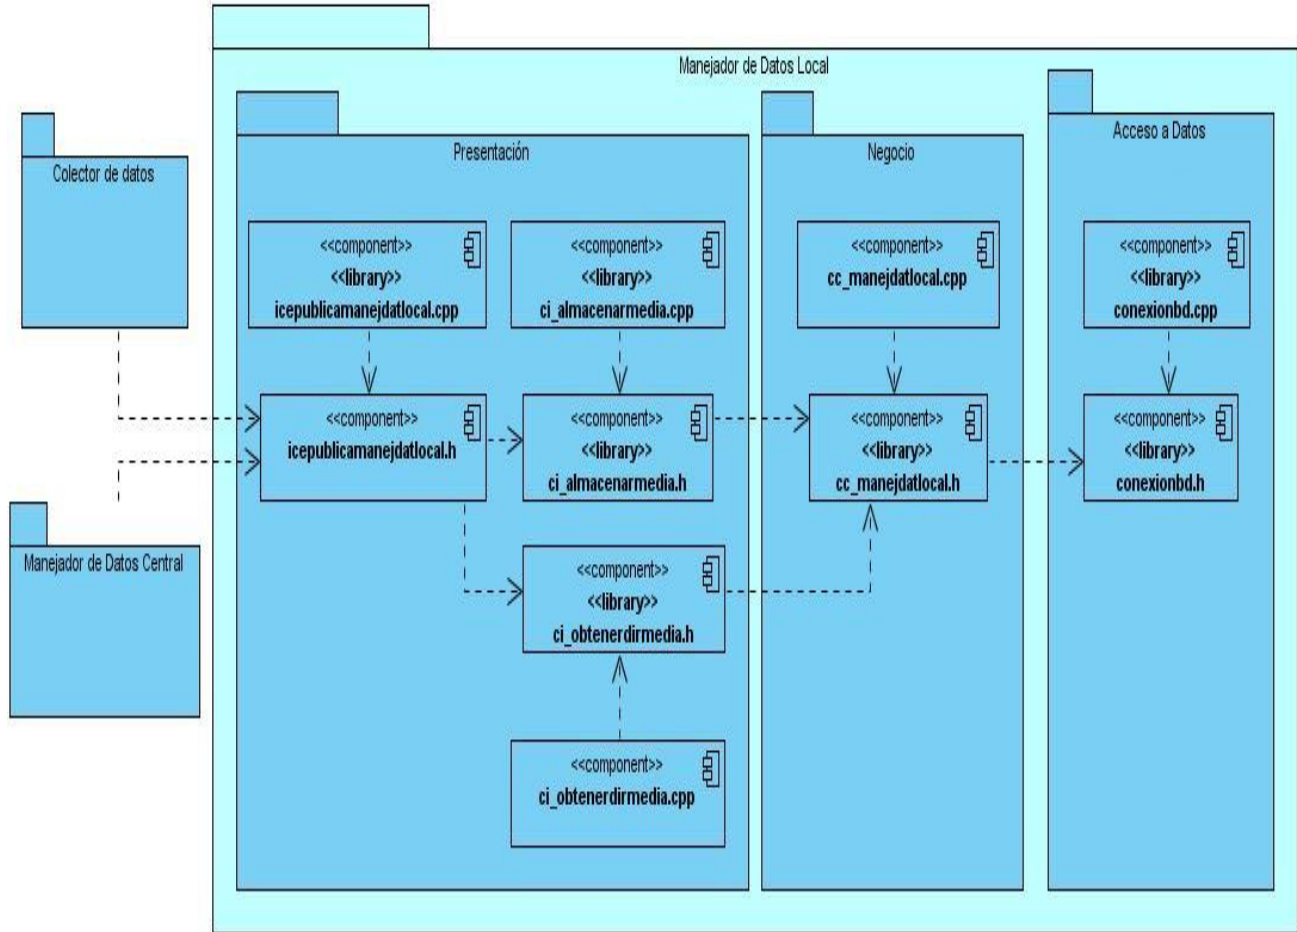 Manejador de Datos Local
Colector de datos
Manejador de Datos Central
Presentación
<<component>>
<<library>>
icepublicamanejdatlocal.cpp
<<component>>
<<library>>
ci_almacenarmedia.cpp
<<component>>
icepublicamanejdatlocal.h
<<component>>
<<library>>
ci_almacenarmedia.h
<<component>>
<<library>>
ci_obtenerdirmedia.h
<<component>>
ci_obtenerdirmedia.cpp
Negocio
<<component>>
cc_manejdatlocal.cpp
<<component>>
<<library>>
cc_manejdatlocal.h
Acceso a Datos
<<component>>
<<library>>
conexionbd.cpp
<<component>>
<<library>>
conexionbd.h